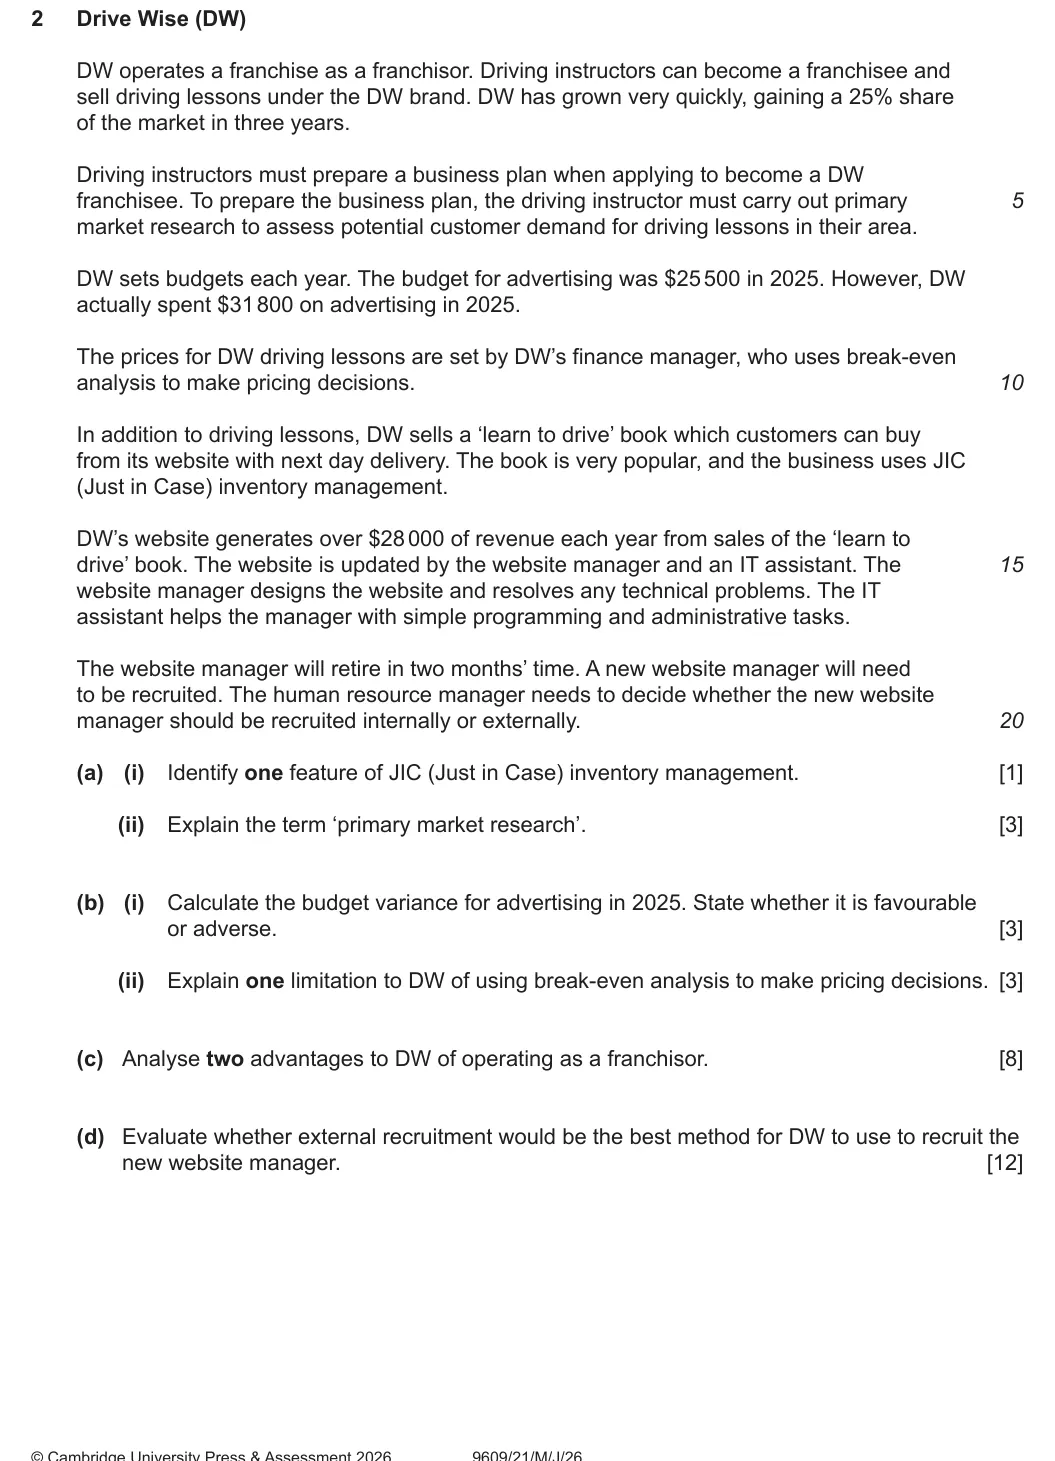 2 Drive Wise (DW)
DW operates a franchise as a franchisor. Driving instructors can become a franchisee and
sell driving lessons under the DW brand. DW has grown very quickly, gaining a 25% share
of the market in three years.
Driving instructors must prepare a business plan when applying to become a DW
franchisee. To prepare the business plan, the driving instructor must carry out primary 5
market research to assess potential customer demand for driving lessons in their area.
DW sets budgets each year. The budget for advertising was $25 500 in 2025. However, DW
actually spent $31 800 on advertising in 2025.
The prices for DW driving lessons are set by DW’s finance manager, who uses break-even
analysis to make pricing decisions. 10
In addition to driving lessons, DW sells a ‘learn to drive’ book which customers can buy
from its website with next day delivery. The book is very popular, and the business uses JIC
(Just in Case) inventory management.
DW’s website generates over $28 000 of revenue each year from sales of the ‘learn to
drive’ book. The website is updated by the website manager and an IT assistant. The 15
website manager designs the website and resolves any technical problems. The IT
assistant helps the manager with simple programming and administrative tasks.
The website manager will retire in two months’ time. A new website manager will need
to be recruited. The human resource manager needs to decide whether the new website
manager should be recruited internally or externally. 20
(a) (i) Identify one feature of JIC (Just in Case) inventory management. [1]
(ii) Explain the term ‘primary market research’. [3]
(b) (i) Calculate the budget variance for advertising in 2025. State whether it is favourable
or adverse. [3]
(ii) Explain one limitation to DW of using break-even analysis to make pricing decisions. [3]
(c) Analyse two advantages to DW of operating as a franchisor. [8]
(d) Evaluate whether external recruitment would be the best method for DW to use to recruit the
new website manager. [12]
© Cambridge University Press & Assessment 2026 9609/21/M/J/26